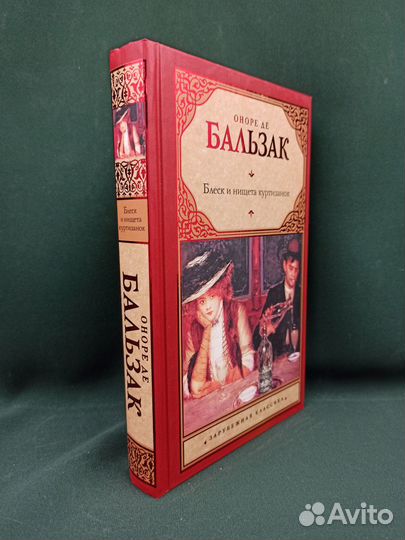 ОНОРЕ ДЕ
БАЛЬЗАК
Блеск и нищета куртизанок
ЗАРУБЕЖНАЯ КЛАССИКА
Блеск
и нищета
куртизанок
ОНОРЕ ДЕ
БАЛЬЗАК
Avito